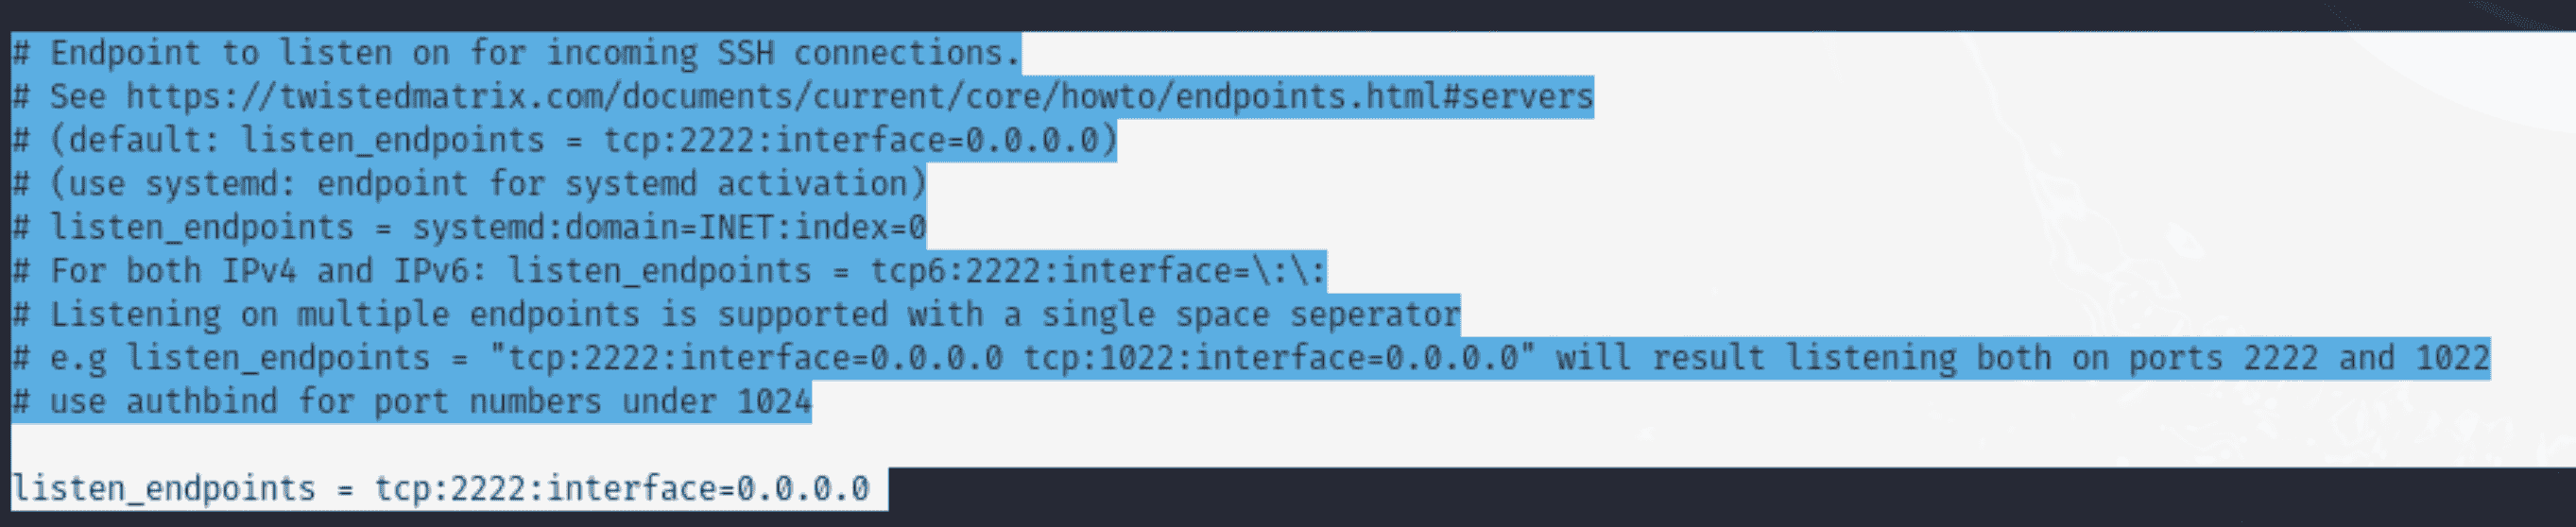 # Endpoint to listen on for incoming SSH connections.
# See https://twistedmatrix.com/documents/current/core/howto/endpoints.html#servers
# (default: listen_endpoints = tcp:2222:interface=0.0.0.0)
# (use systemd: endpoint for systemd activation)
# listen_endpoints = systemd:domain=INET:index=0
# For both IPv4 and IPv6: listen_endpoints = tcp6:2222:interface=\:\:
# Listening on multiple endpoints is supported with a single space seperator
# e.g listen_endpoints = "tcp:2222:interface=0.0.0.0 tcp:1022:interface=0.0.0.0" will result listening both on ports 2222 and 1022
# use authbind for port numbers under 1024
listen_endpoints = tcp:2222:interface=0.0.0.0